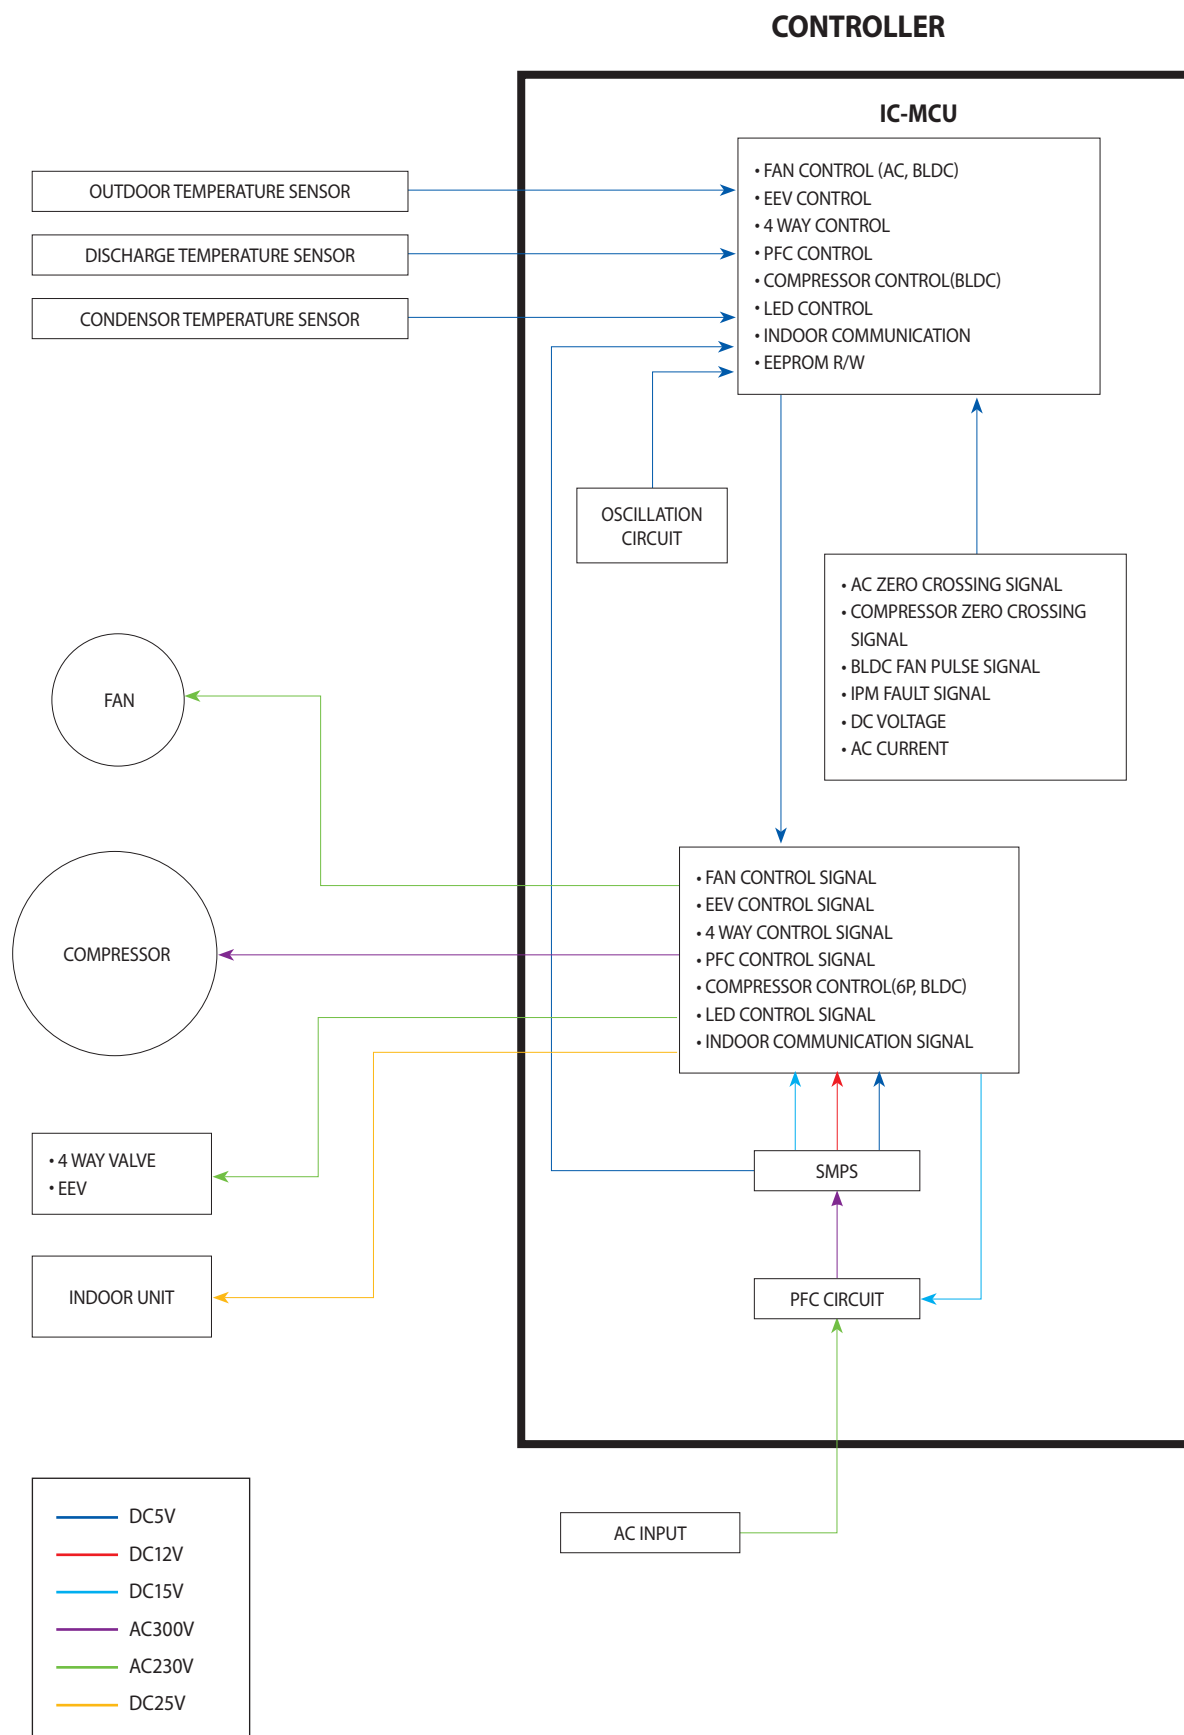 CONTROLLER
IC-MCU
• FAN CONTROL (AC, BLDC)
• EEV CONTROL
• 4 WAY CONTROL
• PFC CONTROL
• COMPRESSOR CONTROL(BLDC)
• LED CONTROL
• INDOOR COMMUNICATION
• EEPROM R/W
OUTDOOR TEMPERATURE SENSOR
DISCHARGE TEMPERATURE SENSOR
CONDENSOR TEMPERATURE SENSOR
OSCILLATION
CIRCUIT
• AC ZERO CROSSING SIGNAL
• COMPRESSOR ZERO CROSSING
SIGNAL
• BLDC FAN PULSE SIGNAL
• IPM FAULT SIGNAL
• DC VOLTAGE
• AC CURRENT
FAN
COMPRESSOR
• FAN CONTROL SIGNAL
• EEV CONTROL SIGNAL
• 4 WAY CONTROL SIGNAL
• PFC CONTROL SIGNAL
• COMPRESSOR CONTROL(6P, BLDC)
• LED CONTROL SIGNAL
• INDOOR COMMUNICATION SIGNAL
• 4 WAY VALVE
• EEV
SMPS
INDOOR UNIT
PFC CIRCUIT
AC INPUT
DC5V
DC12V
DC15V
AC300V
AC230V
DC25V